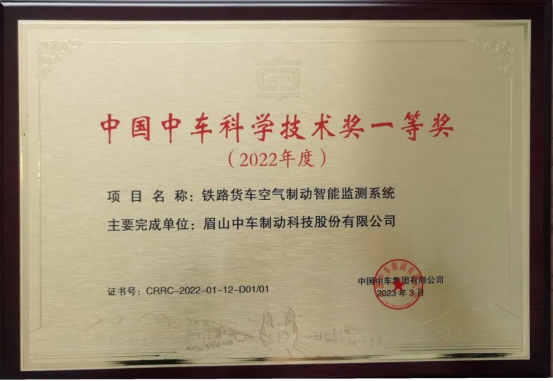 中国中车科学技术奖一等奖
（2022年度）
项目名称：铁路货车空气制动智能监测系统
主要完成单位：眉山中车制动科技股份有限公司
证书号：CRRC-2022-01-12-D01/01
中国中车集团有限公司
2023年3月